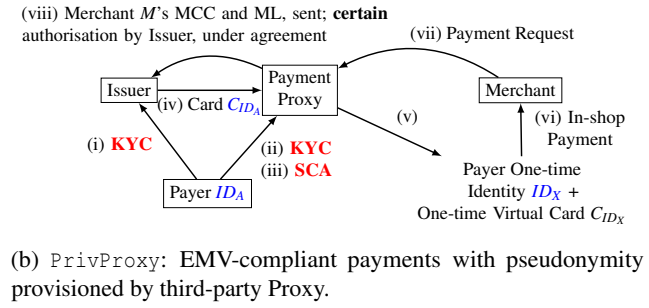 (viii) Merchant M's MCC and ML, sent; certain
authorisation by Issuer, under agreement
(vii) Payment Request
Issuer
Payment
Proxy
Merchant
(iv) Card C_{ID_A}
(v)
(vi) In-shop
Payment
(i) KYC
(ii) KYC
(iii) SCA
Payer ID_A
Payer One-time
Identity ID_X +
One-time Virtual Card C_{ID_X}
(b) PrivProxy: EMV-compliant payments with pseudonymity
provisioned by third-party Proxy.